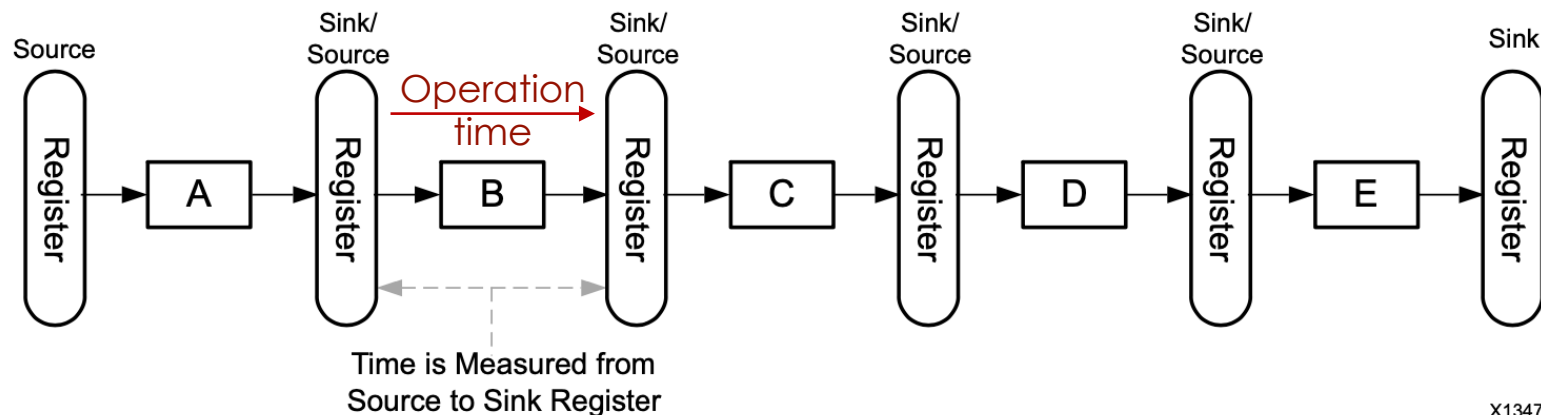 Source
Sink/
Source
Sink/
Source
Sink/
Source
Sink/
Source
Sink
Operation
time
Register
A
Register
B
Register
C
Register
D
Register
E
Register
Time is Measured from
Source to Sink Register
X1347